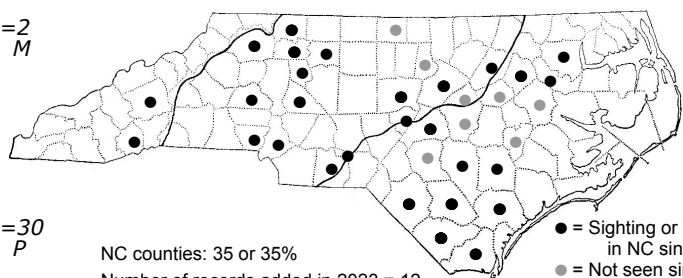 =2
M
=30
P
● = Sighting or
in NC sin
● = Not seen si
NC counties: 35 or 35%